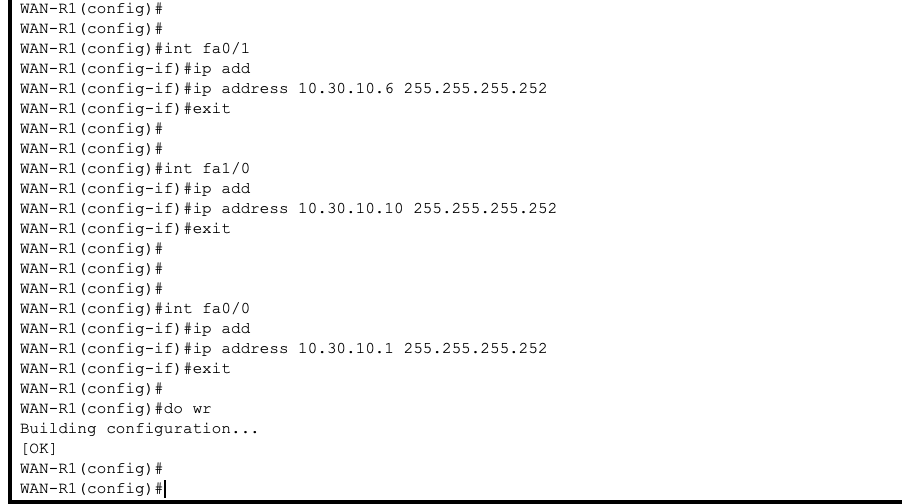 WAN-R1(config)#
WAN-R1(config)#
WAN-R1(config)#int fa0/1
WAN-R1(config-if)#ip add
WAN-R1(config-if)#ip address 10.30.10.6 255.255.255.252
WAN-R1(config-if)#exit
WAN-R1(config)#
WAN-R1(config)#
WAN-R1(config)#int fa1/0
WAN-R1(config-if)#ip add
WAN-R1(config-if)#ip address 10.30.10.10 255.255.255.252
WAN-R1(config-if)#exit
WAN-R1(config)#
WAN-R1(config)#
WAN-R1(config)#
WAN-R1(config)#int fa0/0
WAN-R1(config-if)#ip add
WAN-R1(config-if)#ip address 10.30.10.1 255.255.255.252
WAN-R1(config-if)#exit
WAN-R1(config)#
WAN-R1(config)#do wr
Building configuration...
[OK]
WAN-R1(config)#
WAN-R1(config)#